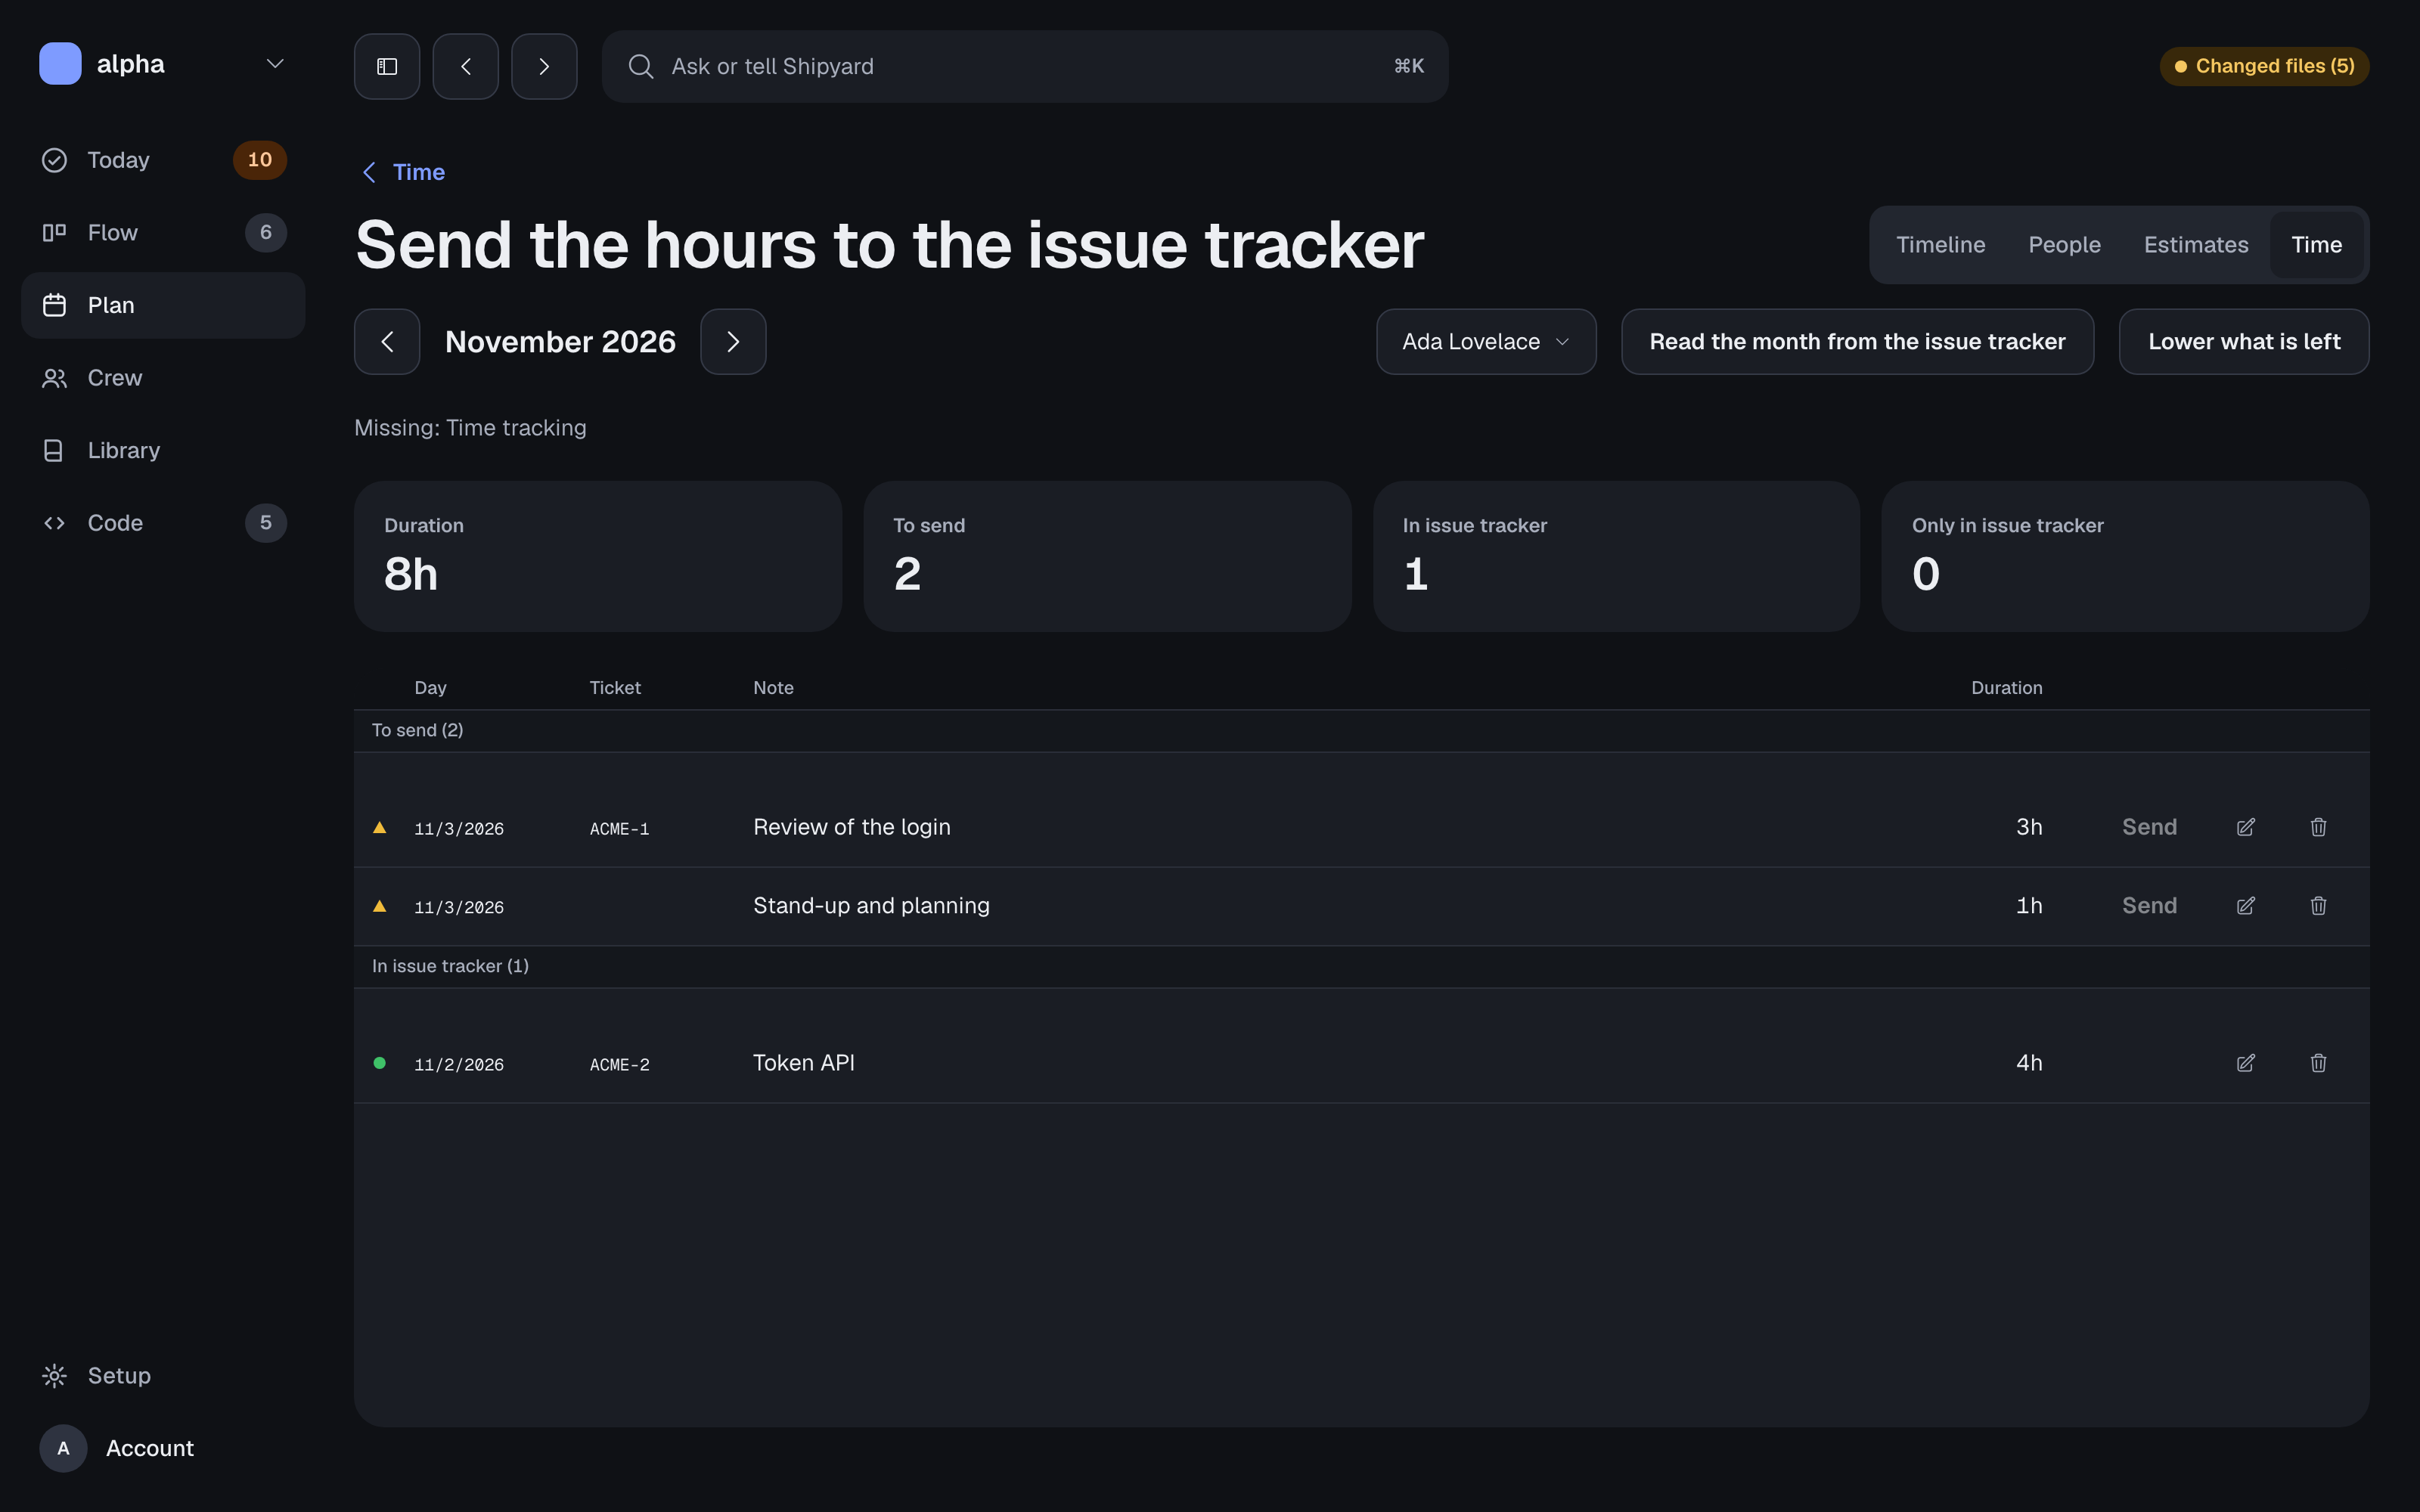 alpha
Ask or tell Shipyard
⌘K
Changed files (5)
Today
10
Flow
6
Plan
Crew
Library
Code
5
Setup
A
Account
Time
Send the hours to the issue tracker
Timeline
People
Estimates
Time
November 2026
Ada Lovelace
Read the month from the issue tracker
Lower what is left
Missing: Time tracking
Duration
8h
To send
2
In issue tracker
1
Only in issue tracker
0
Day
Ticket
Note
Duration
To send (2)
11/3/2026
ACME-1
Review of the login
3h
Send
11/3/2026
Stand-up and planning
1h
Send
In issue tracker (1)
11/2/2026
ACME-2
Token API
4h